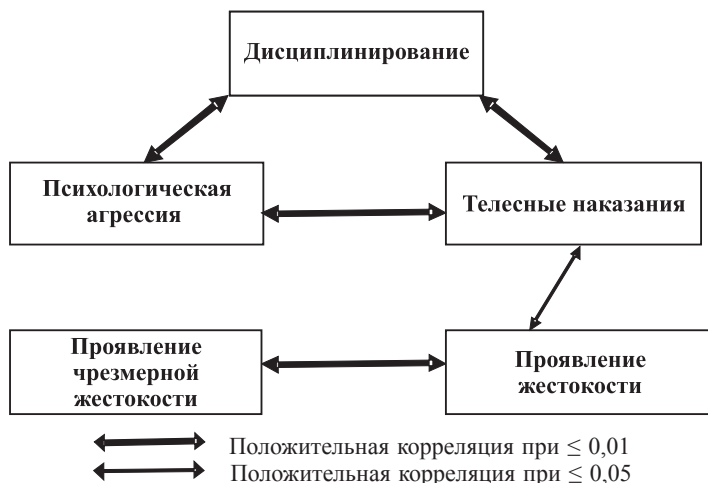 Дисциплинирование
Психологическая
агрессия
Телесные наказания
Проявление
чрезмерной
жестокости
Проявление
жестокости
Положительная корреляция при ≤ 0,01
Положительная корреляция при ≤ 0,05